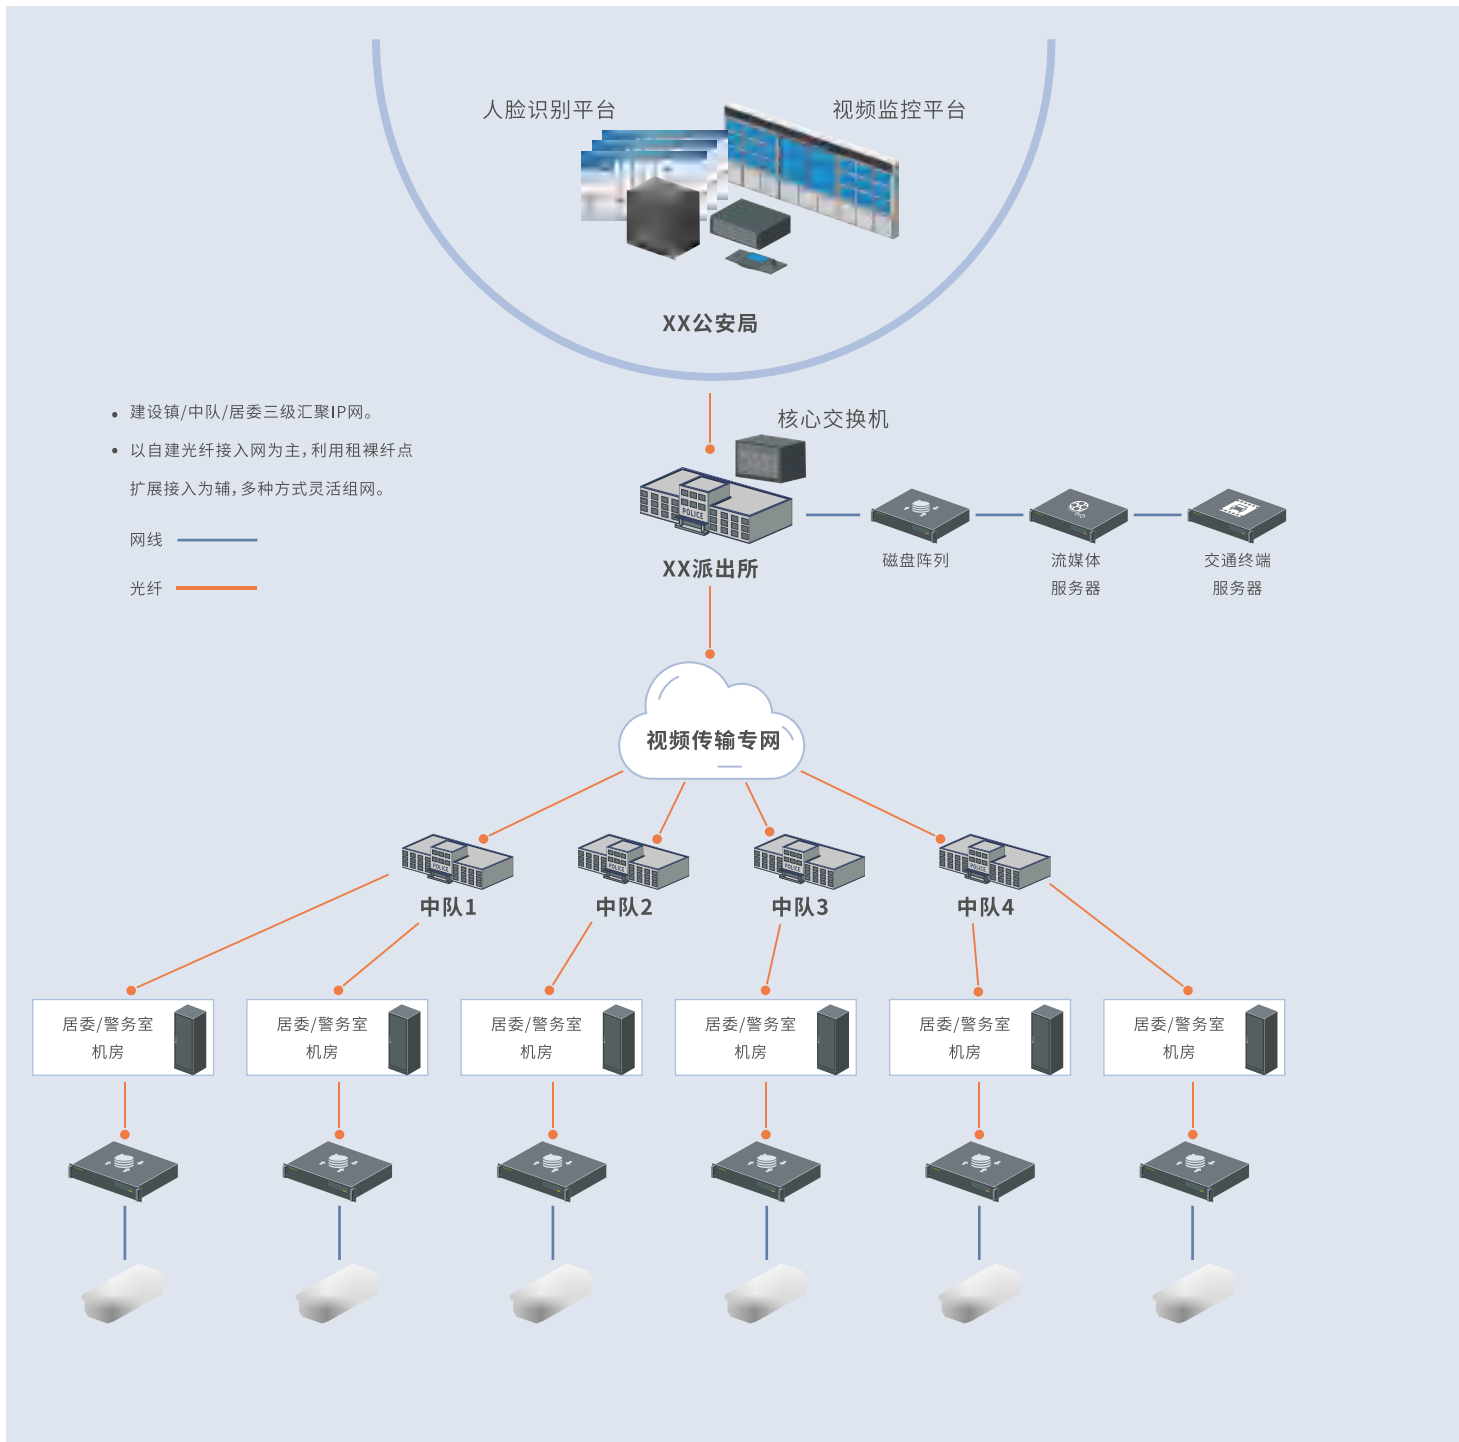 人脸识别平台
视频监控平台
XX公安局
• 建设镇/中队/居委三级汇聚IP网。
• 以自建光纤接入网为主，利用租裸纤点
扩展接入为辅，多种方式灵活组网。
网线
光纤
核心交换机
POLICE
XX派出所
磁盘阵列
流媒体
服务器
交通终端
服务器
视频传输专网
POLICE
POLICE
POLICE
POLICE
中队1
中队2
中队3
中队4
居委/警务室
机房
居委/警务室
机房
居委/警务室
机房
居委/警务室
机房
居委/警务室
机房
居委/警务室
机房